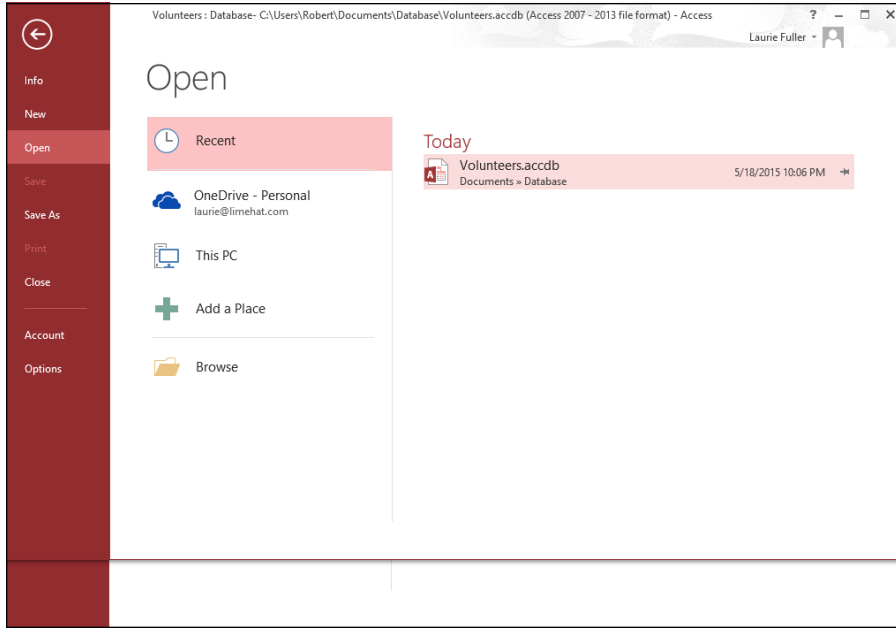 Volunteers : Database- C:\Users\Robert\Documents\Database\Volunteers.accdb (Access 2007 - 2013 file format) - Access
?
Laurie Fuller
Info
New
Open
Save
Save As
Print
Close
Account
Options
Open
Recent
OneDrive - Personal
laurie@limehat.com
This PC
Add a Place
Browse
Today
Volunteers.accdb
Documents » Database
5/18/2015 10:06 PM